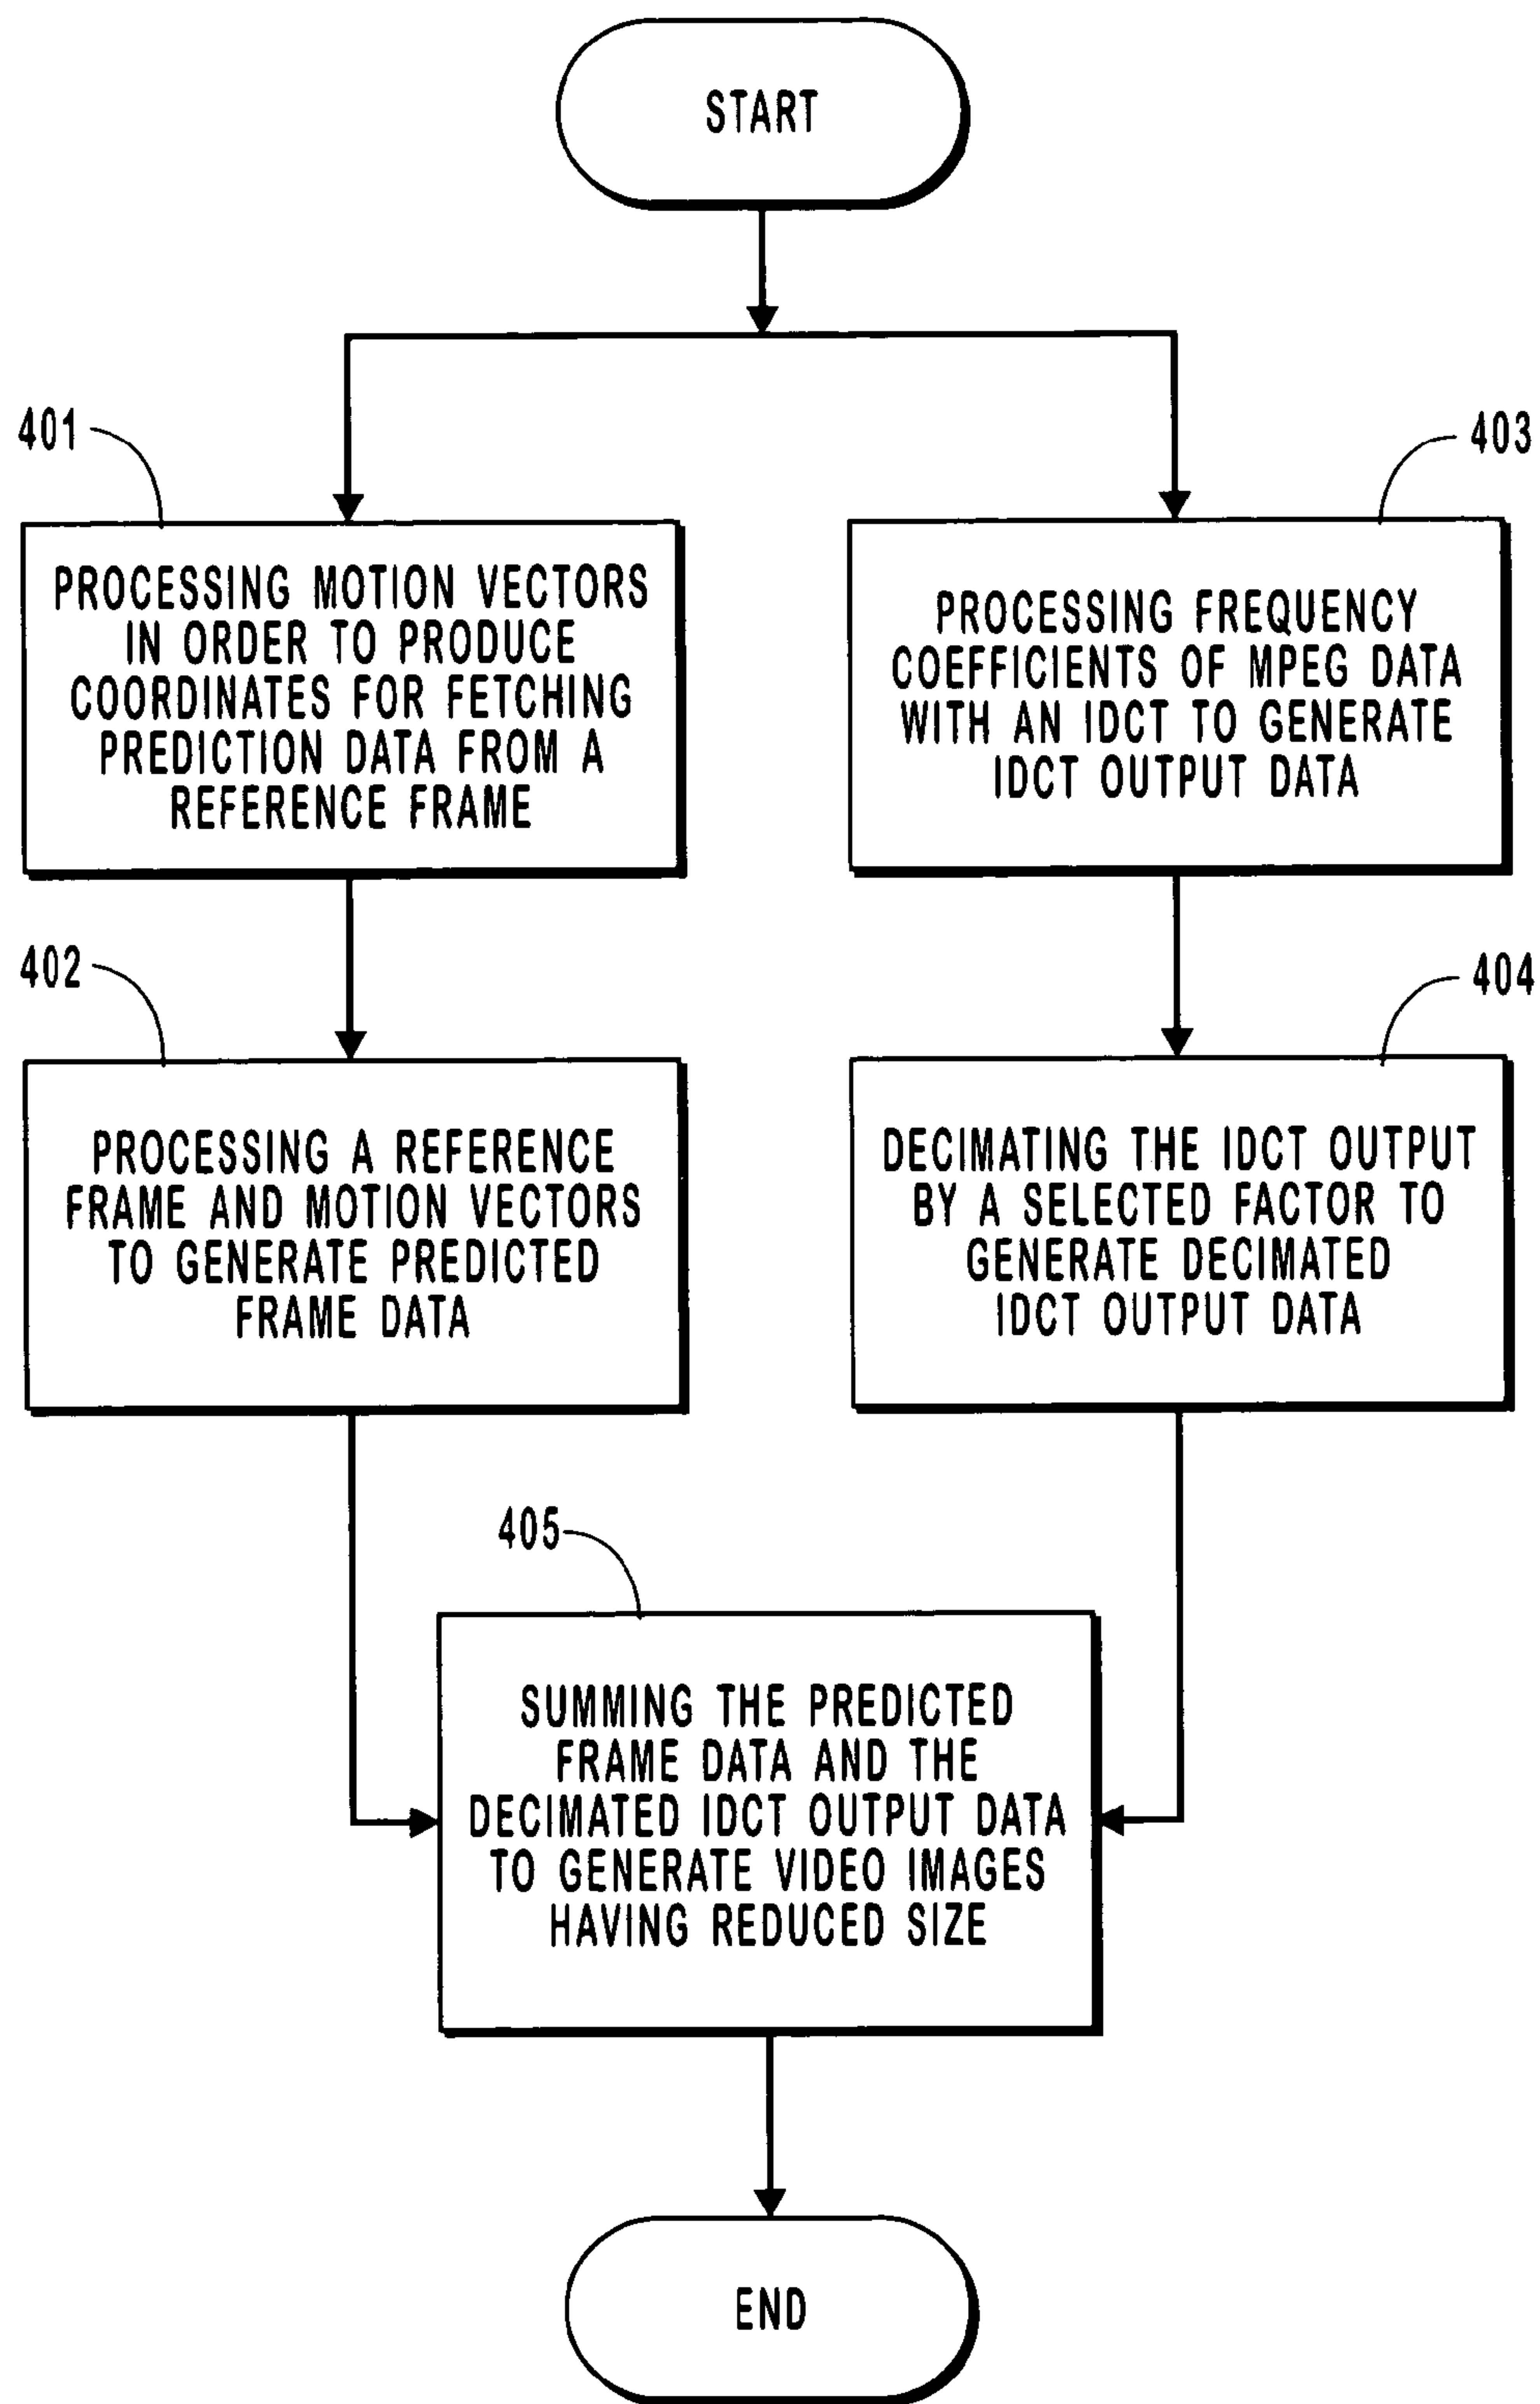 START
401
PROCESSING MOTION VECTORS
IN ORDER TO PRODUCE
COORDINATES FOR FETCHING
PREDICTION DATA FROM A
REFERENCE FRAME
403
PROCESSING FREQUENCY
COEFFICIENTS OF MPEG DATA
WITH AN IDCT TO GENERATE
IDCT OUTPUT DATA
402
PROCESSING A REFERENCE
FRAME AND MOTION VECTORS
TO GENERATE PREDICTED
FRAME DATA
404
DECIMATING THE IDCT OUTPUT
BY A SELECTED FACTOR TO
GENERATE DECIMATED
IDCT OUTPUT DATA
405
SUMMING THE PREDICTED
FRAME DATA AND THE
DECIMATED IDCT OUTPUT DATA
TO GENERATE VIDEO IMAGES
HAVING REDUCED SIZE
END